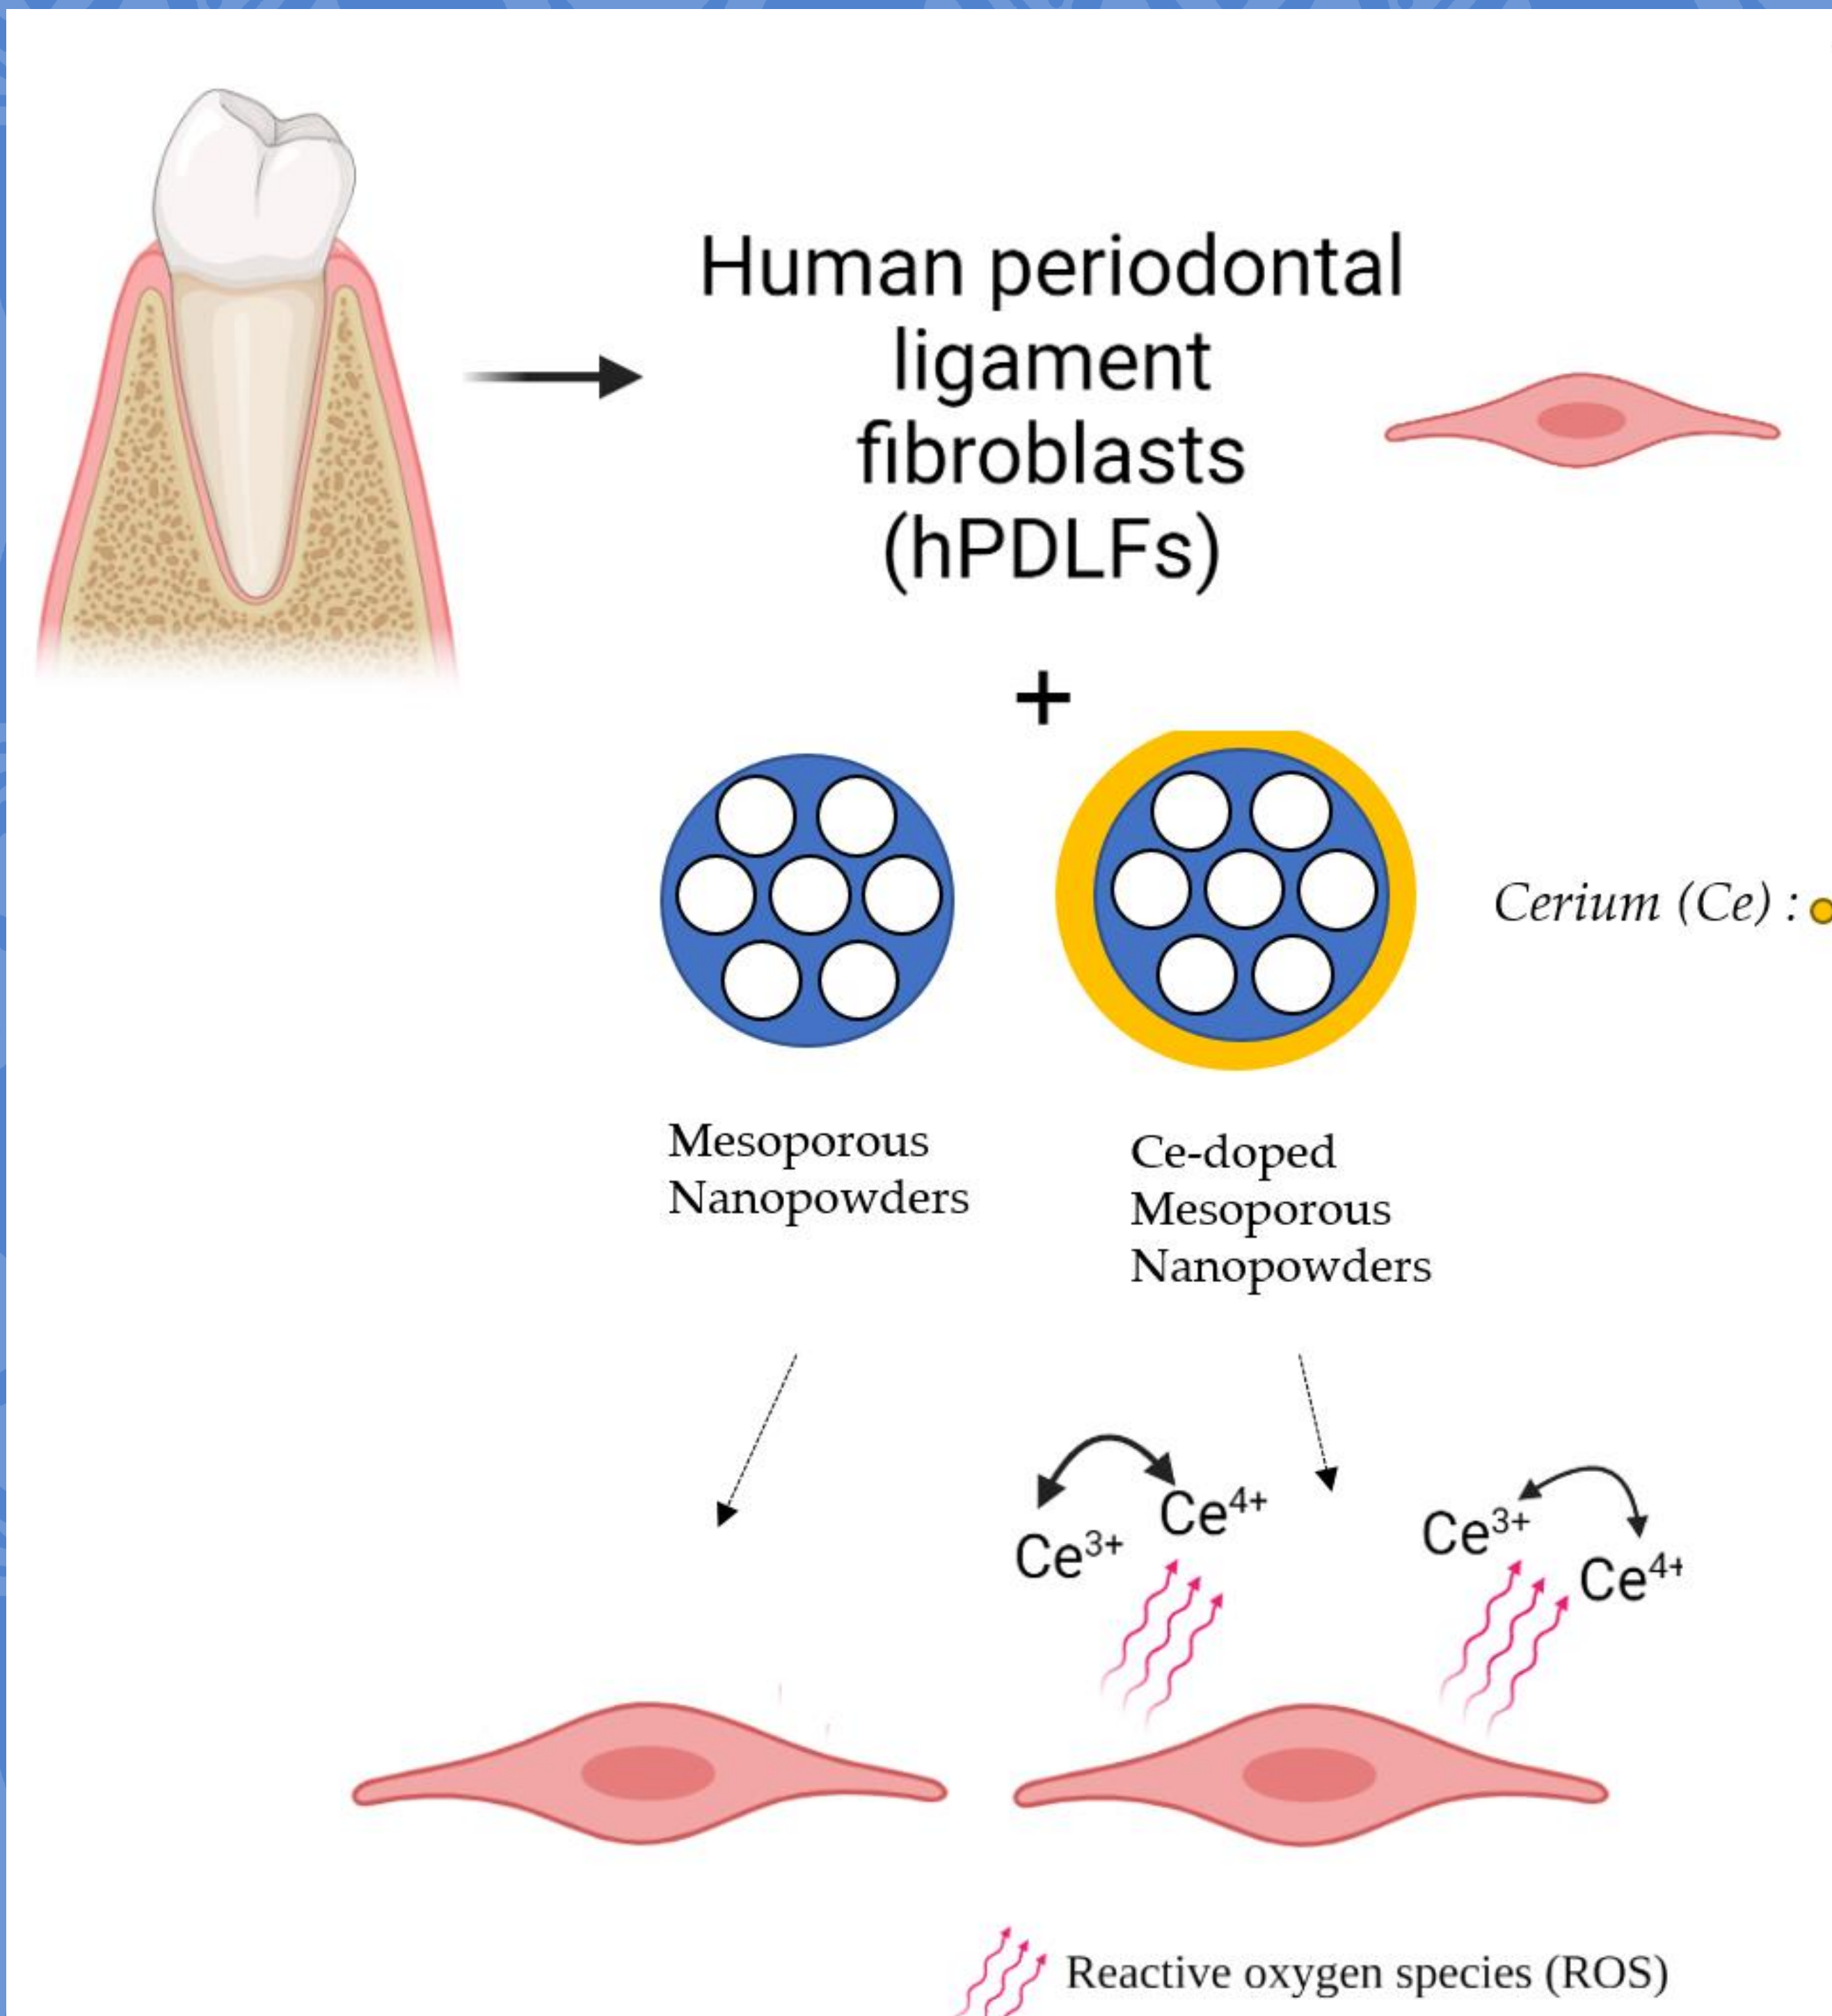 Human periodontal
ligament
fibroblasts
(hPDLFs)
+
Cerium (Ce) :
Mesoporous
Nanopowders
Ce-doped
Mesoporous
Nanopowders
Ce³⁺
Ce⁴⁺
Ce³⁺
Ce⁴⁺
Reactive oxygen species (ROS)